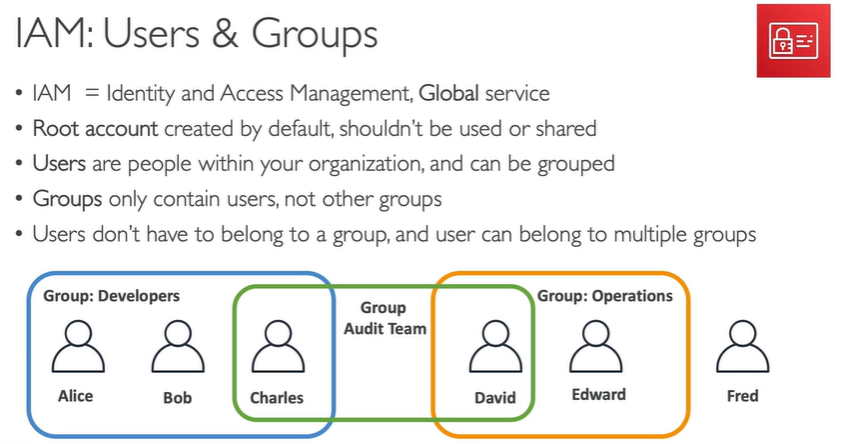 IAM: Users & Groups
• IAM = Identity and Access Management, Global service
• Root account created by default, shouldn't be used or shared
• Users are people within your organization, and can be grouped
• Groups only contain users, not other groups
• Users don't have to belong to a group, and user can belong to multiple groups
Group: Developers
Group
Audit Team
Group: Operations
Alice
Bob
Charles
David
Edward
Fred